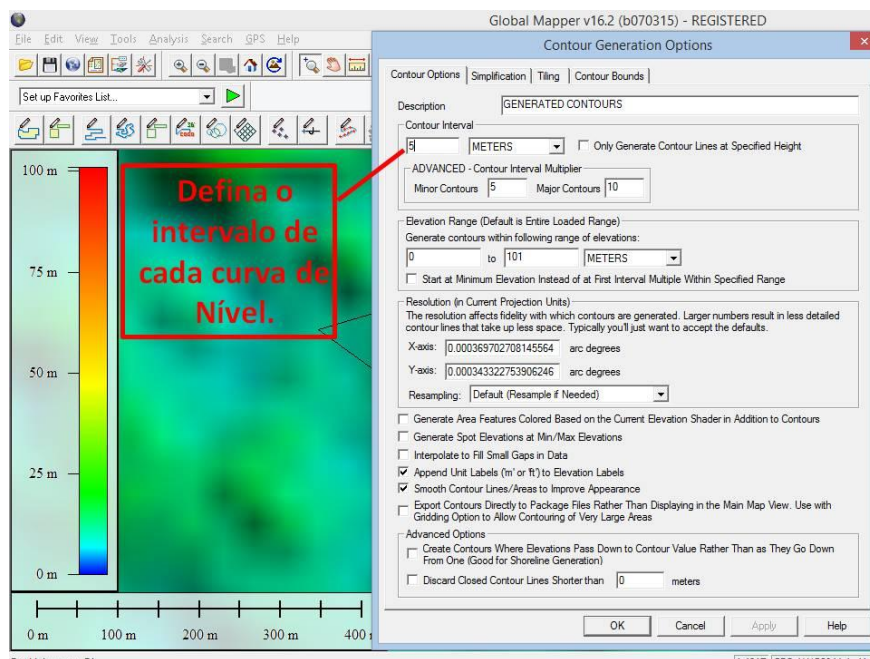 Global Mapper v16.2 (b070315) - REGISTERED
File Edit View Tools Analysis Search GPS Help
Set up Favorites List...
100 m
75 m
50 m
25 m
0 m
Defina o
intervalo de
cada curva de
Nível.
0 m 100 m 200 m 300 m 400
Contour Generation Options
Contour Options Simplification Tiling Contour Bounds
Description GENERATED CONTOURS
Contour Interval
5 METERS Only Generate Contour Lines at Specified Height
ADVANCED - Contour Interval Multiplier
Minor Contours 5 Major Contours 10
Elevation Range (Default is Entire Loaded Range)
Generate contours within following range of elevations:
0 to 101 METERS
Start at Minimum Elevation Instead of at First Interval Multiple Within Specified Range
Resolution (in Current Projection Units)
The resolution affects fidelity with which contours are generated. Larger numbers result in less detailed
contour lines that take up less space. Typically you'll just want to accept the defaults.
X-axis: 0.000369702708145564 arc degrees
Y-axis: 0.000343322753906246 arc degrees
Resampling: Default (Resample if Needed)
Generate Area Features Colored Based on the Current Elevation Shader in Addition to Contours
Generate Spot Elevations at Min/Max Elevations
Interpolate to Fill Small Gaps in Data
Append Unit Labels ('m' or 'ft') to Elevation Labels
Smooth Contour Lines/Areas to Improve Appearance
Export Contours Directly to Package Files Rather Than Displaying in the Main Map View. Use with
Gridding Option to Allow Contouring of Very Large Areas
Advanced Options
Create Contours Where Elevations Pass Down to Contour Value Rather Than as They Go Down
From One (Good for Shoreline Generation)
Discard Closed Contour Lines Shorter than 0 meters
OK Cancel Apply Help